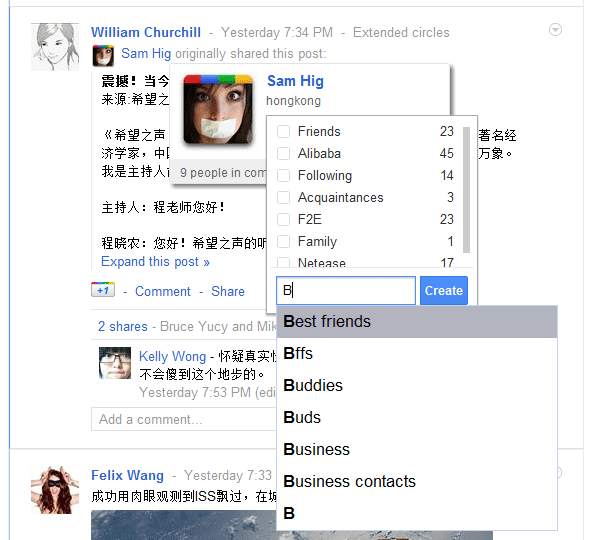 William Churchill - Yesterday 7:34 PM - Extended circles
Sam Hig originally shared this post:
震撼！当今
来源:希望之
Sam Hig
hongkong
9 people in com
《希望之声
著名经
济学家，中
万象。
我是主持人
主持人：程老师您好！
程晓农：您好！希望之声的听
Expand this post »
Friends 23
Alibaba 45
Following 14
Acquaintances 3
F2E 23
Family 1
Netease 17
B
Create
Best friends
Bffs
Buddies
Buds
Business
Business contacts
B
+1 - Comment - Share
2 shares - Bruce Yucy and Mik
Kelly Wong - 怀疑真实性
不会傻到这个地步的。
Yesterday 7:53 PM (edi
Add a comment...
Felix Wang - Yesterday 7:33
成功用肉眼观测到ISS飘过，在城